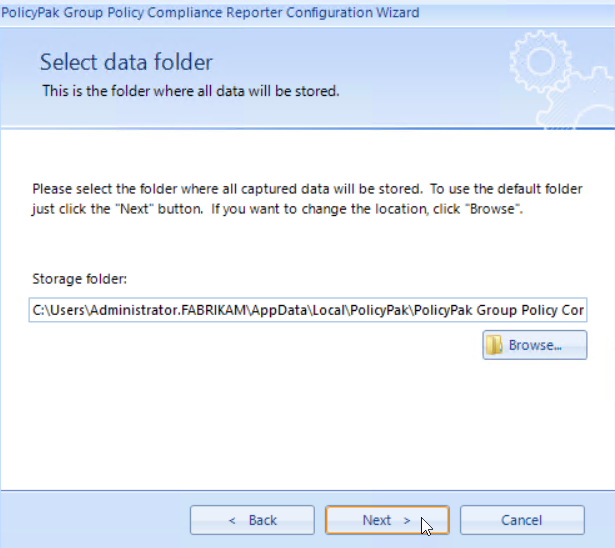 PolicyPak Group Policy Compliance Reporter Configuration Wizard
Select data folder
This is the folder where all data will be stored.
Please select the folder where all captured data will be stored. To use the default folder
just click the "Next" button. If you want to change the location, click "Browse".
Storage folder:
C:\Users\Administrator.FABRIKAM\AppData\Local\PolicyPak\PolicyPak Group Policy Cor
Browse...
< Back
Next >
Cancel